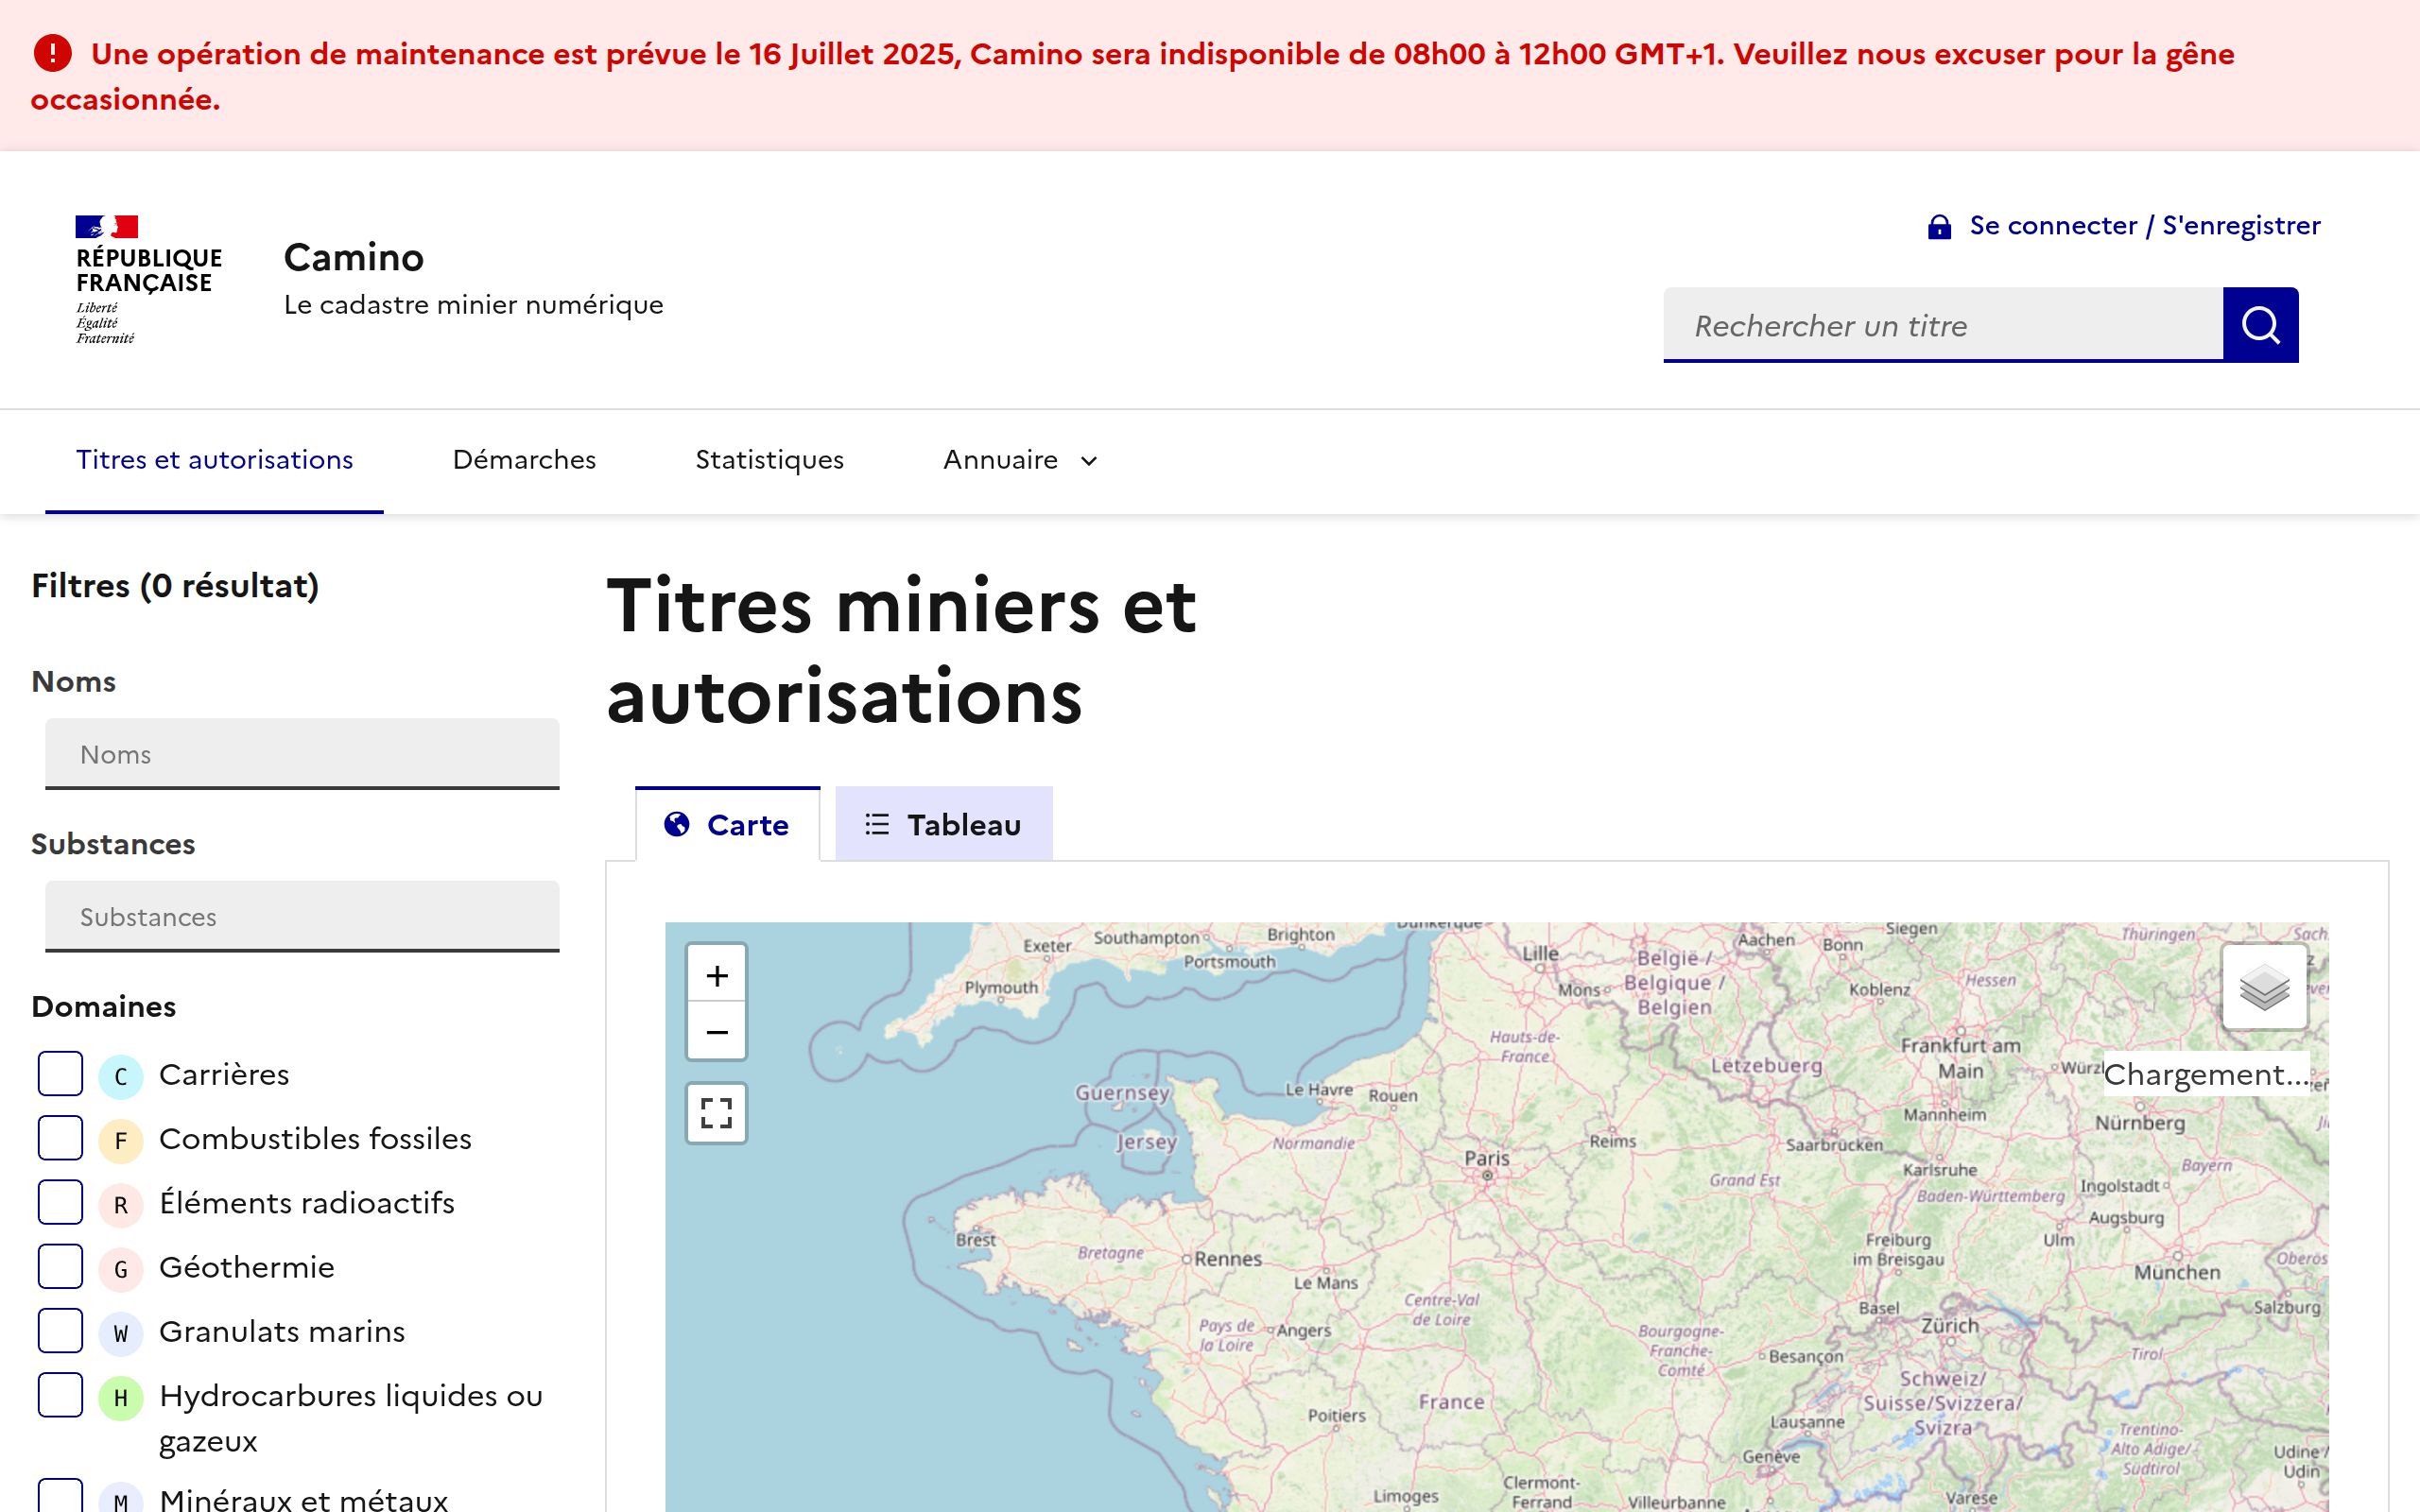 Une opération de maintenance est prévue le 16 Juillet 2025, Camino sera indisponible de 08h00 à 12h00 GMT+1. Veuillez nous excuser pour la gêne
occasionnée.
RÉPUBLIQUE
FRANÇAISE
Liberté
Égalité
Fraternité
Camino
Le cadastre minier numérique
Se connecter / S'enregistrer
Rechercher un titre
Titres et autorisations
Démarches
Statistiques
Annuaire
Filtres (0 résultat)
Noms
Noms
Substances
Substances
Domaines
C Carrières
F Combustibles fossiles
R Éléments radioactifs
G Géothermie
W Granulats marins
H Hydrocarbures liquides ou
gazeux
M Minéraux et métaux
Titres miniers et
autorisations
Carte
Tableau
+
−
Chargement...
Exeter
Southampton
Brighton
Portsmouth
Plymouth
Dunkerque
Lille
Mons
België /
Belgique /
Belgien
Aachen
Bonn
Siegen
Koblenz
Hessen
Thüringen
Hauts-de-
France
Lëtzebuerg
Frankfurt am
Main
Mannheim
Nürnberg
Guernsey
Jersey
Le Havre
Rouen
Normandie
Paris
Reims
Saarbrücken
Karlsruhe
Grand Est
Baden-Württemberg
Bayern
Ingolstadt
Augsburg
Ulm
Brest
Bretagne
Rennes
Le Mans
Freiburg
im Breisgau
München
Centre-Val
de Loire
Basel
Zürich
Salzburg
Pays de
la Loire
Angers
Bourgogne-
Franche-
Comté
Besançon
Tirol
Schweiz/
Suisse/Svizzera/
Svizra
France
Poitiers
Lausanne
Genève
Trentino-
Alto Adige/
Südtirol
Udine/
Udin
Clermont-
Ferrand
Limoges
Villeurbanne
Varese